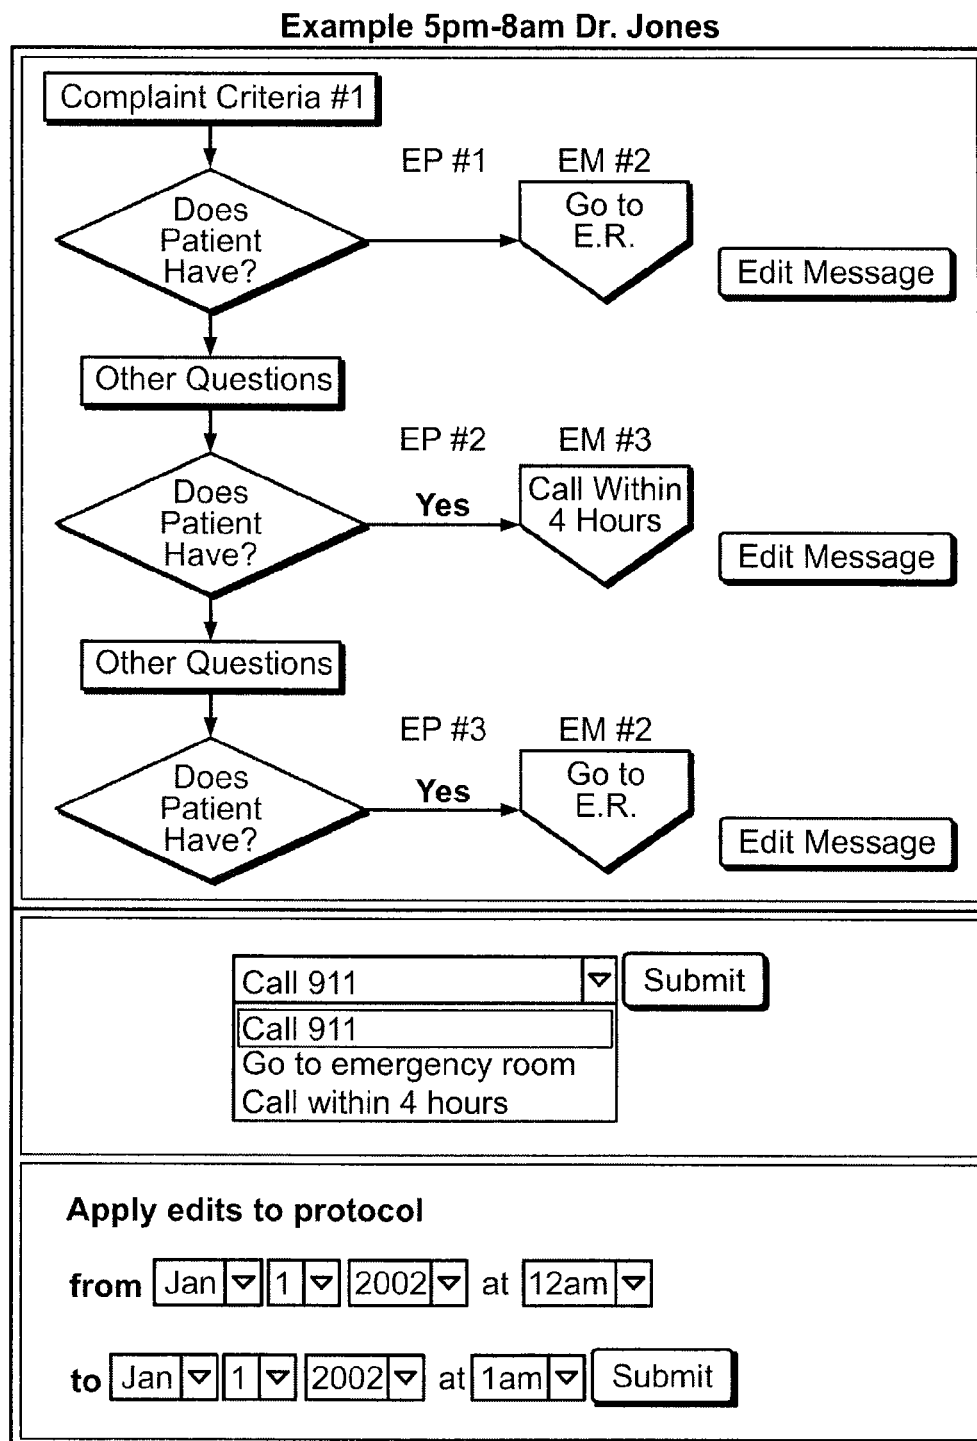 Example 5pm-8am Dr. Jones
Complaint Criteria #1
EP #1 EM #2
Does
Patient
Have?
Go to
E.R.
Edit Message
Other Questions
EP #2 EM #3
Does
Patient
Have?
Yes
Call Within
4 Hours
Edit Message
Other Questions
EP #3 EM #2
Does
Patient
Have?
Yes
Go to
E.R.
Edit Message
Call 911 Submit
Call 911
Go to emergency room
Call within 4 hours
Apply edits to protocol
from Jan 1 2002 at 12am
to Jan 1 2002 at 1am Submit